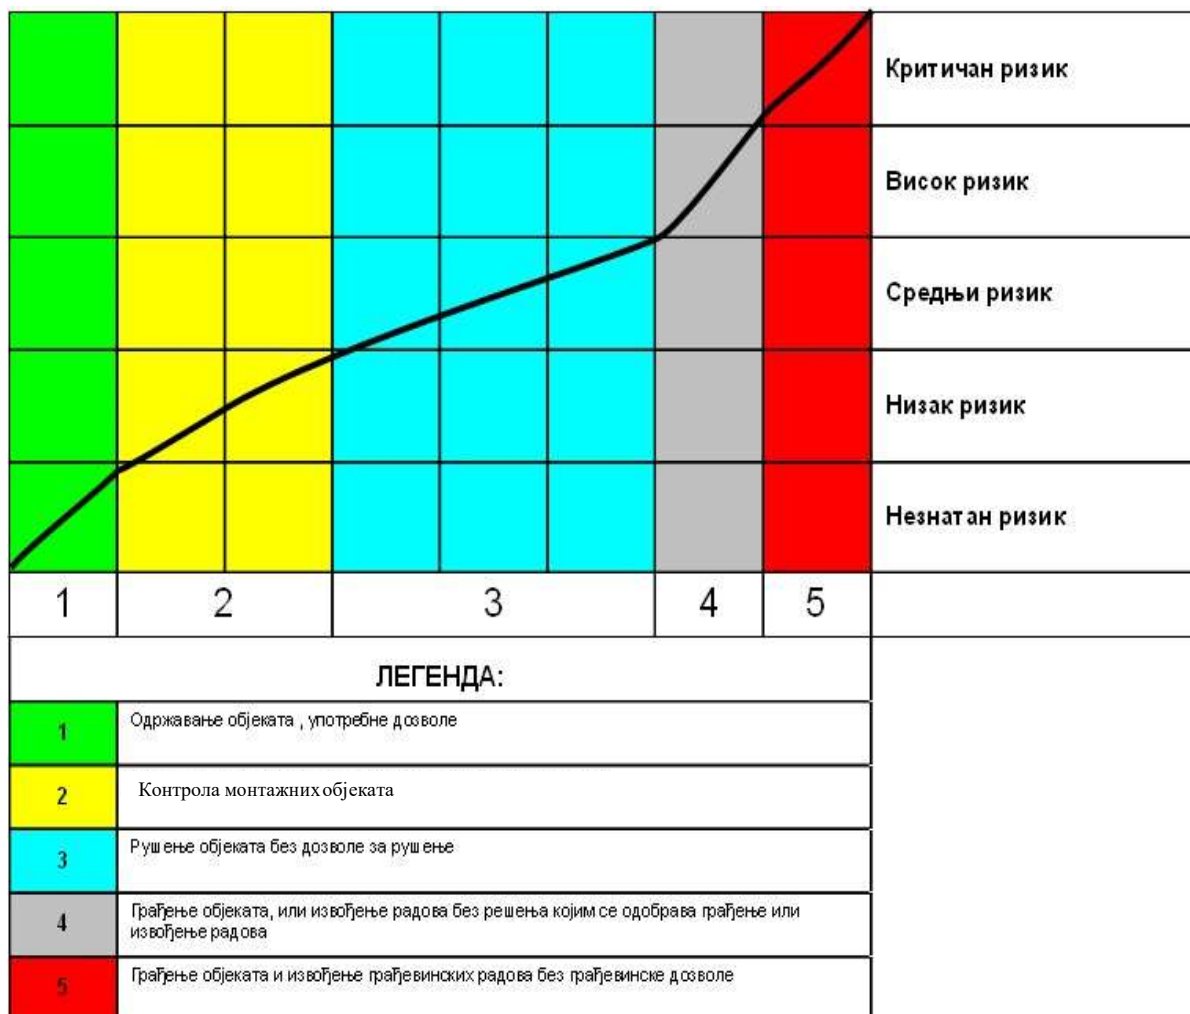 Критичан ризик
Висок ризик
Средњи ризик
Низак ризик
Незнатан ризик
1 2 3 4 5
ЛЕГЕНДА:
1 Одржавање објеката , употребне дозволе
2 Контрола монтажних објеката
3 Рушење објеката без дозволе за рушење
4 Грађење објеката, или извођење радова без решења којим се одобрава грађење или
извођење радова
5 Грађење објеката и извођење грађевинских радова без грађевинске дозволе